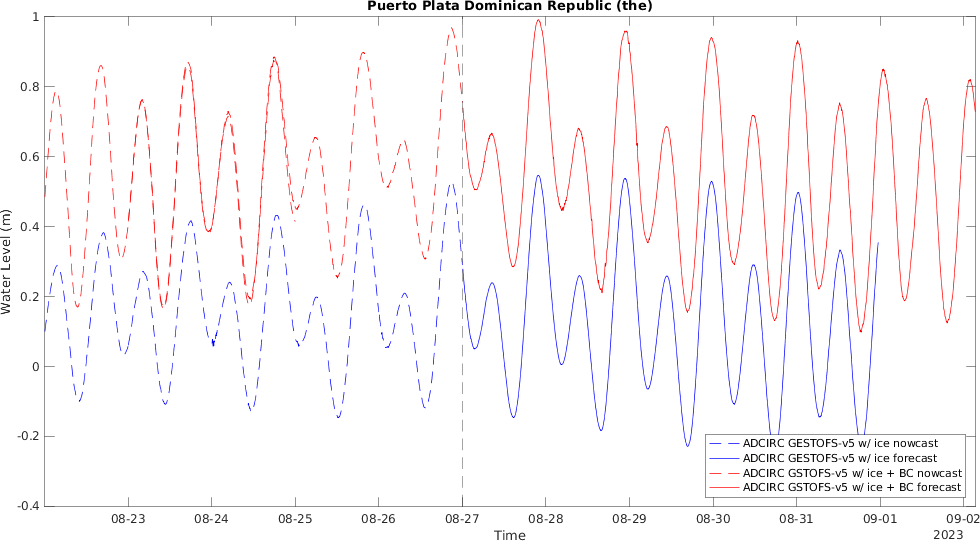 Puerto Plata Dominican Republic (the)
1
0.8
0.6
0.4
0.2
0
-0.2
-0.4
Water Level (m)
ADCIRC GESTOFS-v5 w/ ice nowcast
ADCIRC GESTOFS-v5 w/ ice forecast
ADCIRC GSTOFS-v5 w/ ice + BC nowcast
ADCIRC GSTOFS-v5 w/ ice + BC forecast
08-23 08-24 08-25 08-26 08-27 08-28 08-29 08-30 08-31 09-01 09-02
Time
2023